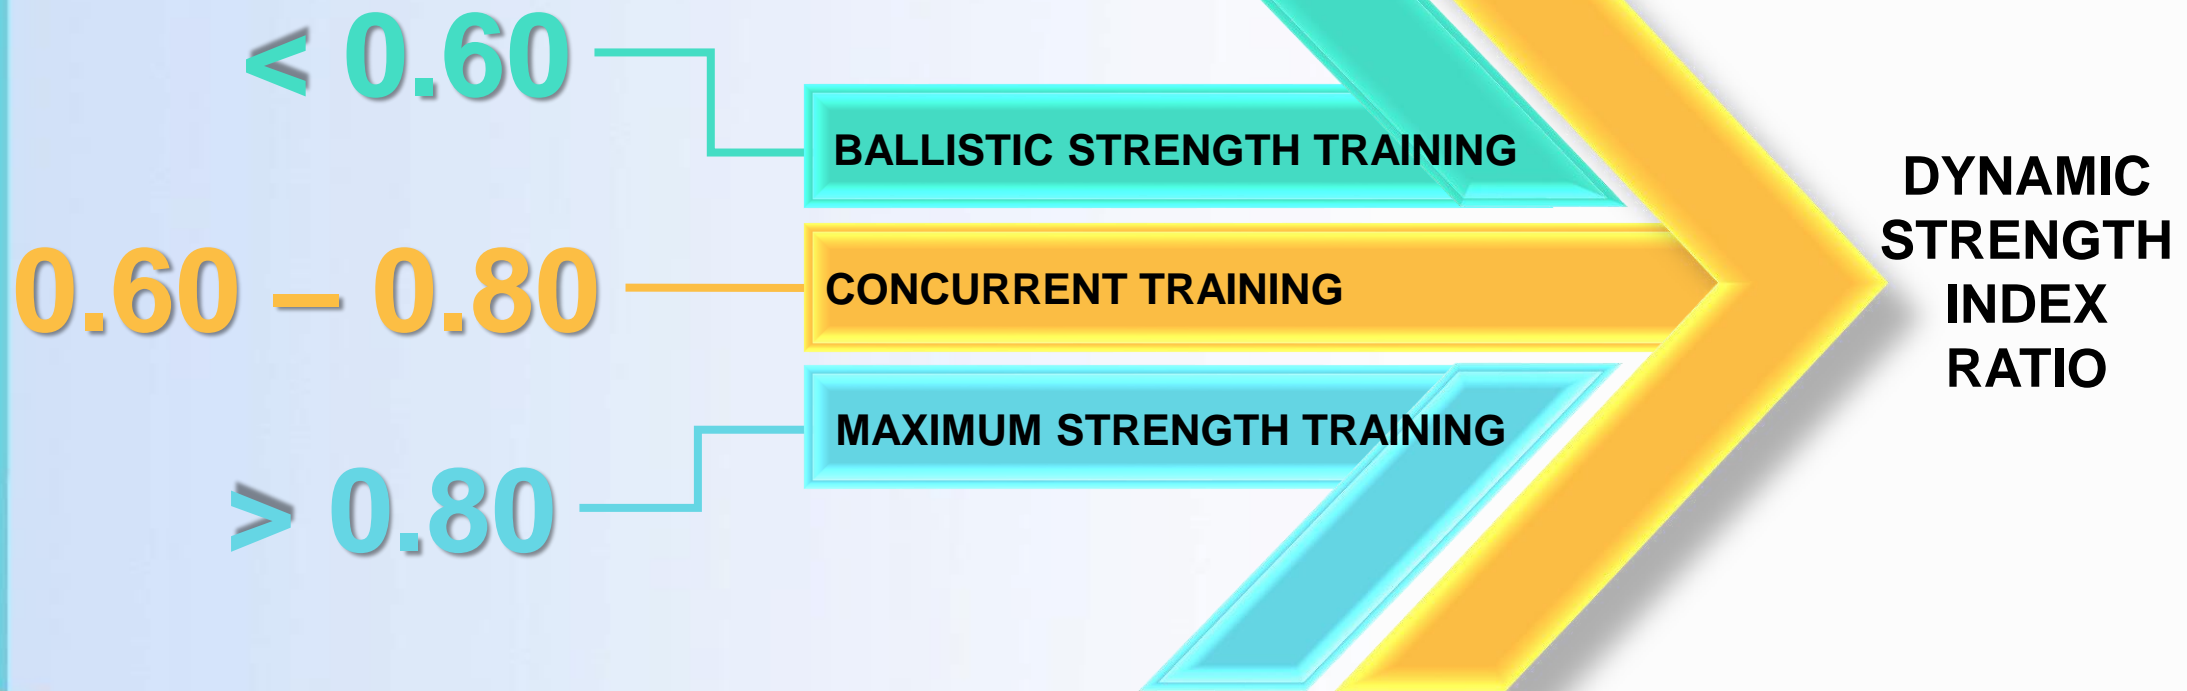 < 0.60
BALLISTIC STRENGTH TRAINING
0.60 – 0.80
CONCURRENT TRAINING
> 0.80
MAXIMUM STRENGTH TRAINING
DYNAMIC
STRENGTH
INDEX
RATIO